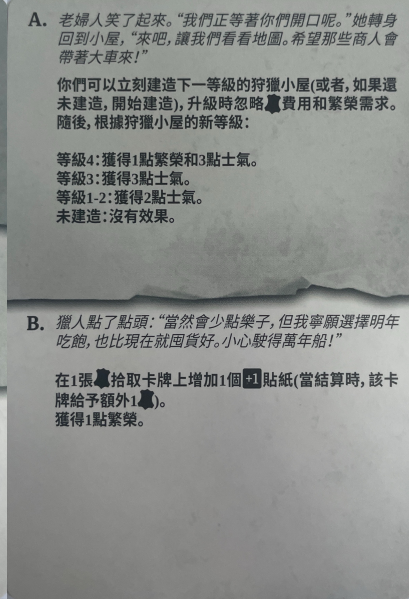 A. 老婦人笑了起來。“我們正等著你們開口呢。”她轉身
回到小屋，“來吧，讓我們看看地圖。希望那些商人會
帶著大車來！”
你們可以立刻建造下一等級的狩獵小屋(或者，如果還
未建造，開始建造)，升級時忽略費用和繁榮需求。
隨後，根據狩獵小屋的新等級：
等級4：獲得1點繁榮和3點士氣。
等級3：獲得3點士氣。
等級1-2：獲得2點士氣。
未建造：沒有效果。
B. 獵人點了點頭：“當然會少點樂子，但我寧願選擇明年
吃飽，也比現在就囤貨好。小心駛得萬年船！”
在1張拾取卡牌上增加1個+1貼紙(當結算時，該卡
牌給予額外1)。
獲得1點繁榮。